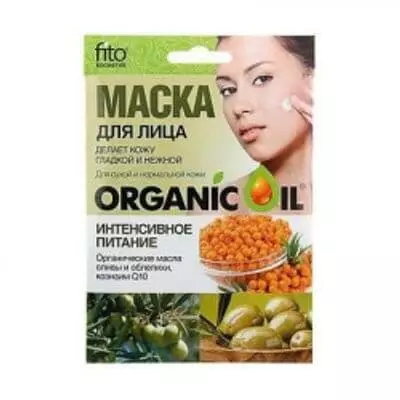 fito
КОСМЕТИК
МАСКА
ДЛЯ ЛИЦА
ДЕЛАЕТ КОЖУ
ГЛАДКОЙ И НЕЖНОЙ
Для сухой и нормальной кожи
ORGANIC OIL
ИНТЕНСИВНОЕ
ПИТАНИЕ
Органические масла
оливы и облепихи,
коэнзим Q10